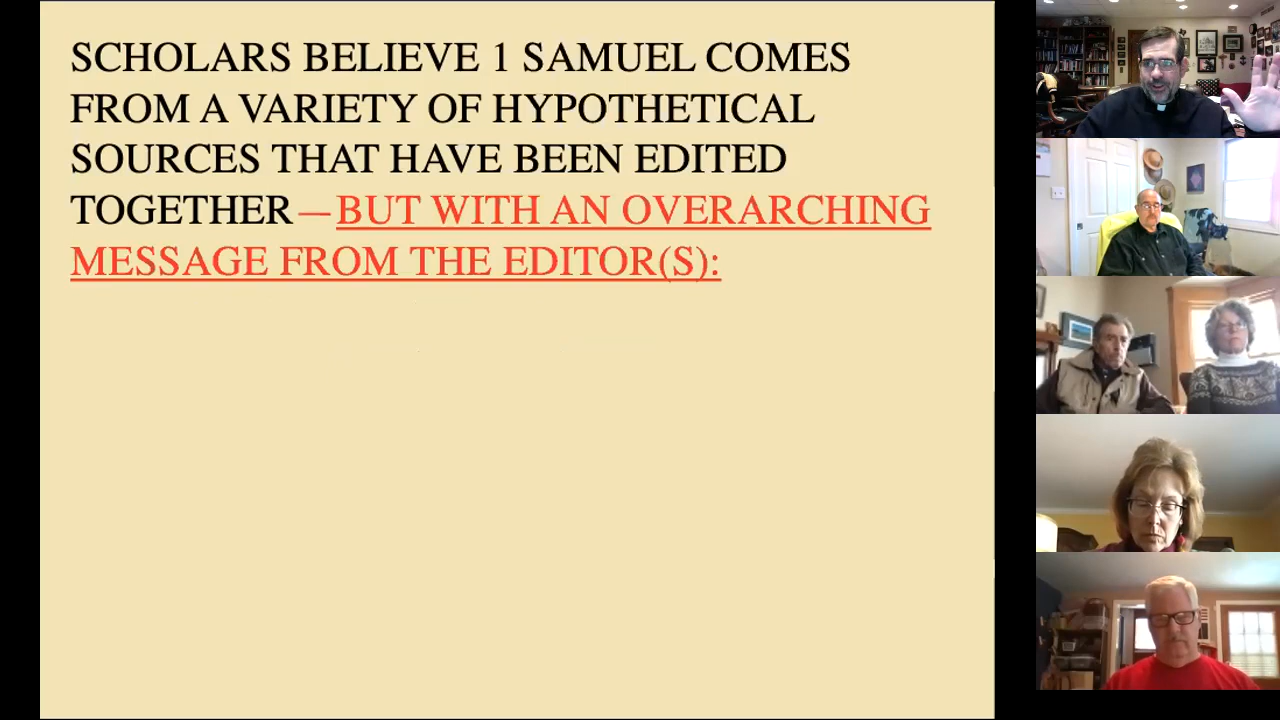 SCHOLARS BELIEVE 1 SAMUEL COMES
FROM A VARIETY OF HYPOTHETICAL
SOURCES THAT HAVE BEEN EDITED
TOGETHER — BUT WITH AN OVERARCHING
MESSAGE FROM THE EDITOR(S):